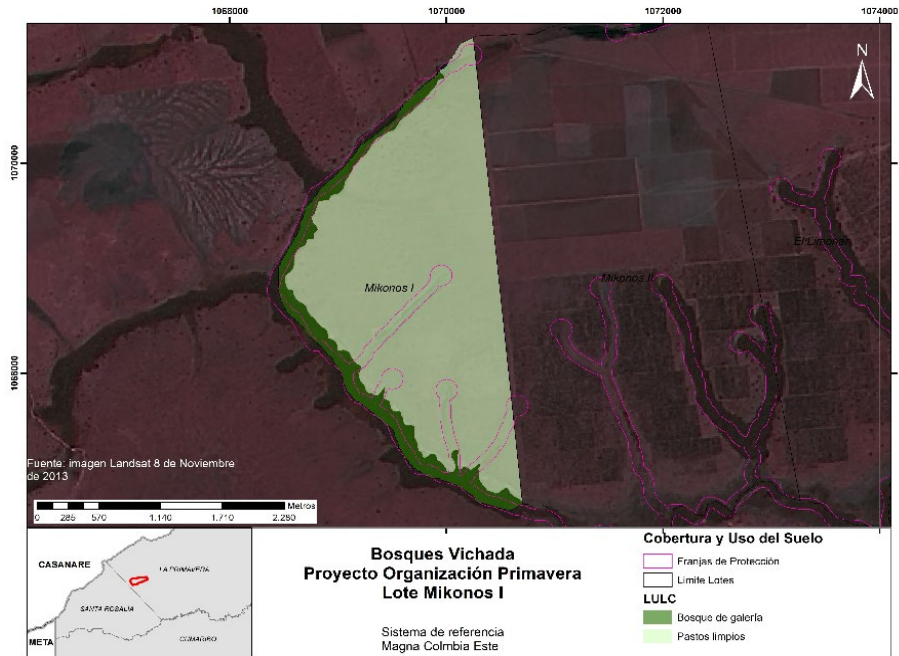 1068000 1070000 1072000 1074000
N
1070000
El Limonar
Mikonos I
Mikonos II
1068000
Fuente: imagen Landsat 8 de Noviembre
de 2013
Metros
0 285 570 1.140 1.710 2.280
CASANARE
LA PRIMAVERA
SANTA ROSALIA
META
CUMARIBO
Bosques Vichada
Proyecto Organización Primavera
Lote Mikonos I
Sistema de referencia
Magna Colmbia Este
Cobertura y Uso del Suelo
Franjas de Protección
Limite Lotes
LULC
Bosque de galería
Pastos limpios